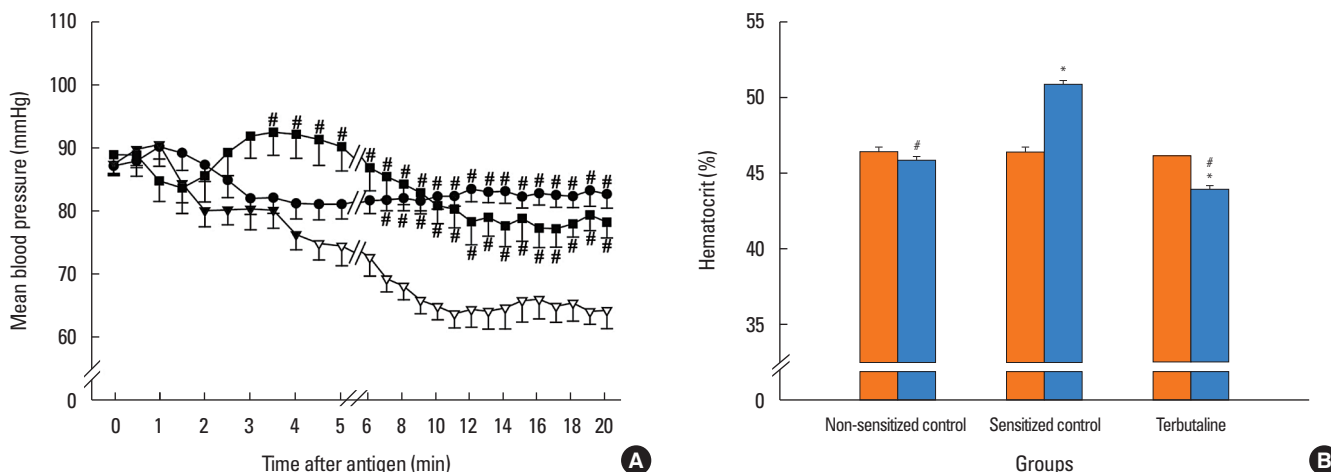 110
100
90
80
70
60
0
Mean blood pressure (mmHg)
# # # #
# # # # # # # # # # # # # # #
# # # # # # # # # # # # # #
0 1 2 3 4 5 6 8 10 12 14 16 18 20
Time after antigen (min)
A
55
50
45
40
35
0
Hematocrit (%)
#
*
#
*
Non-sensitized control Sensitized control Terbutaline
Groups
B